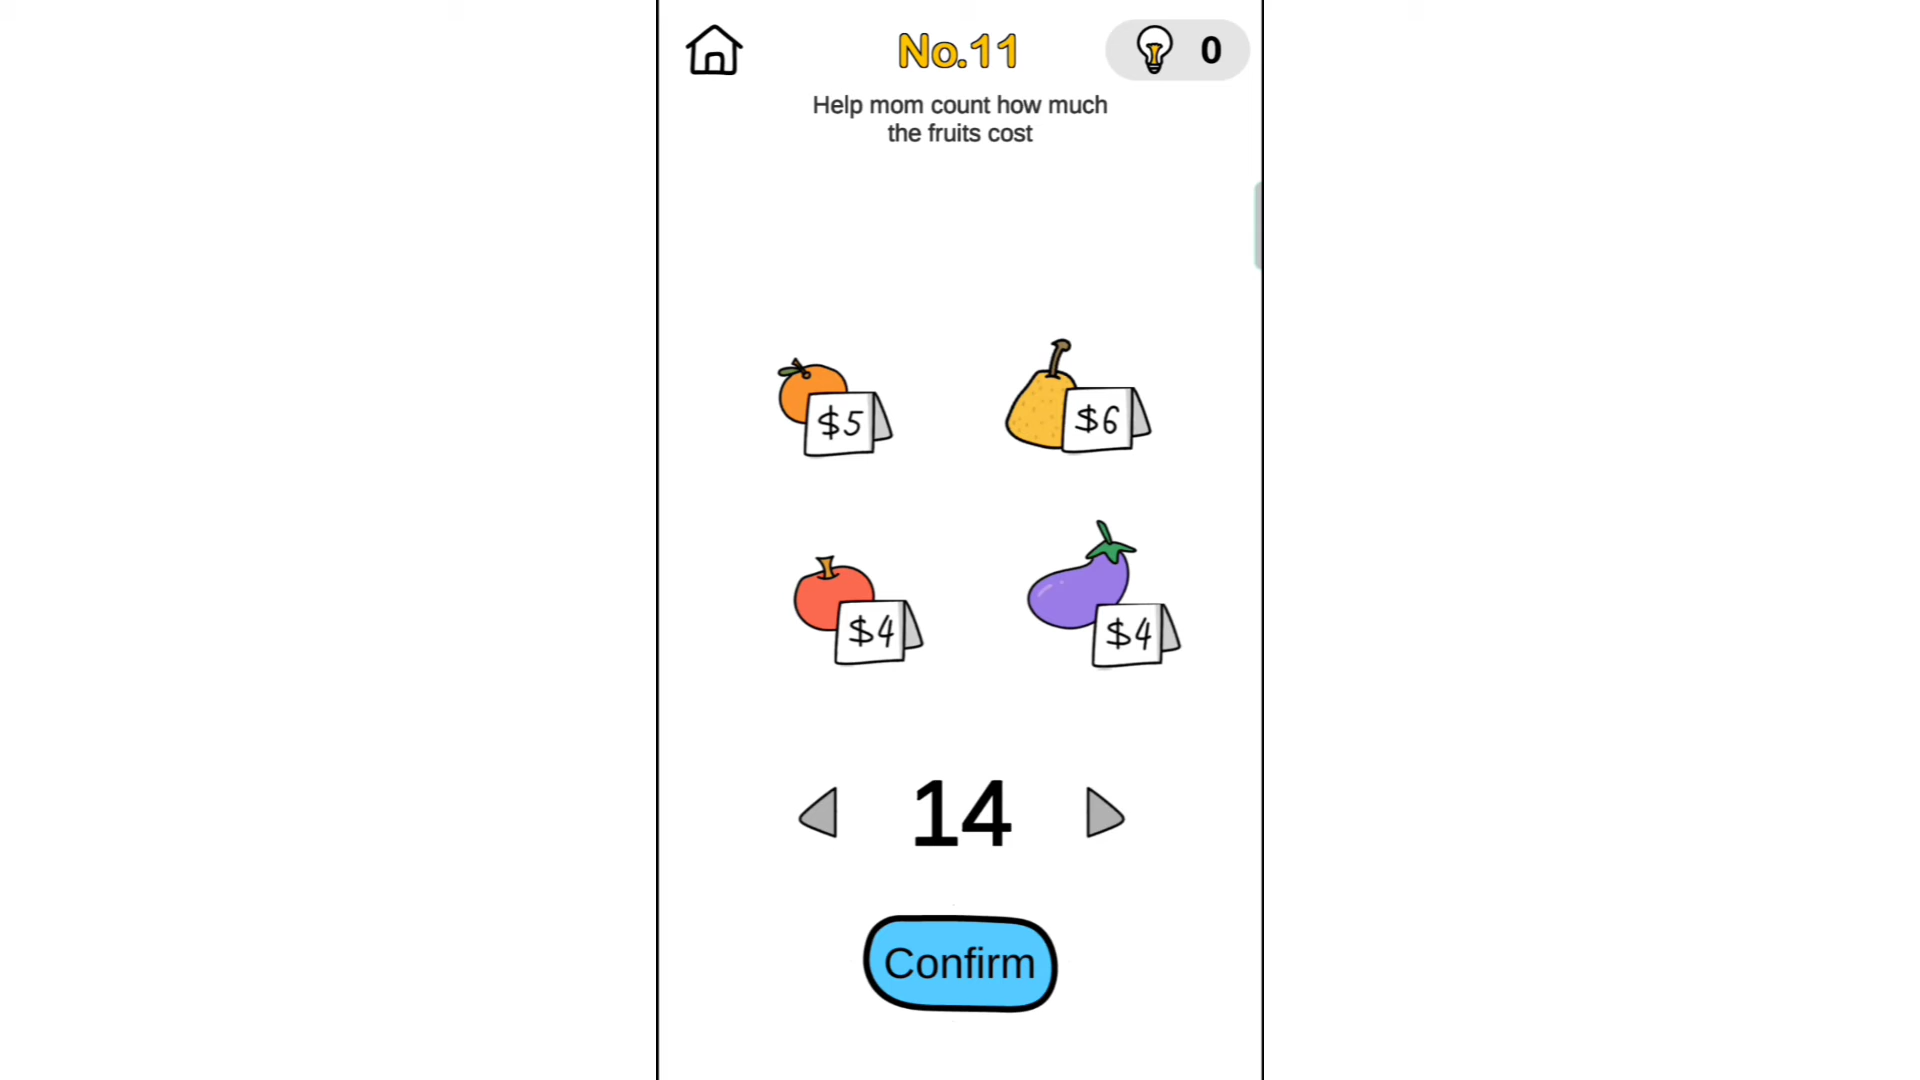 No.11
0
Help mom count how much
the fruits cost
$5
$6
$4
$4
14
Confirm